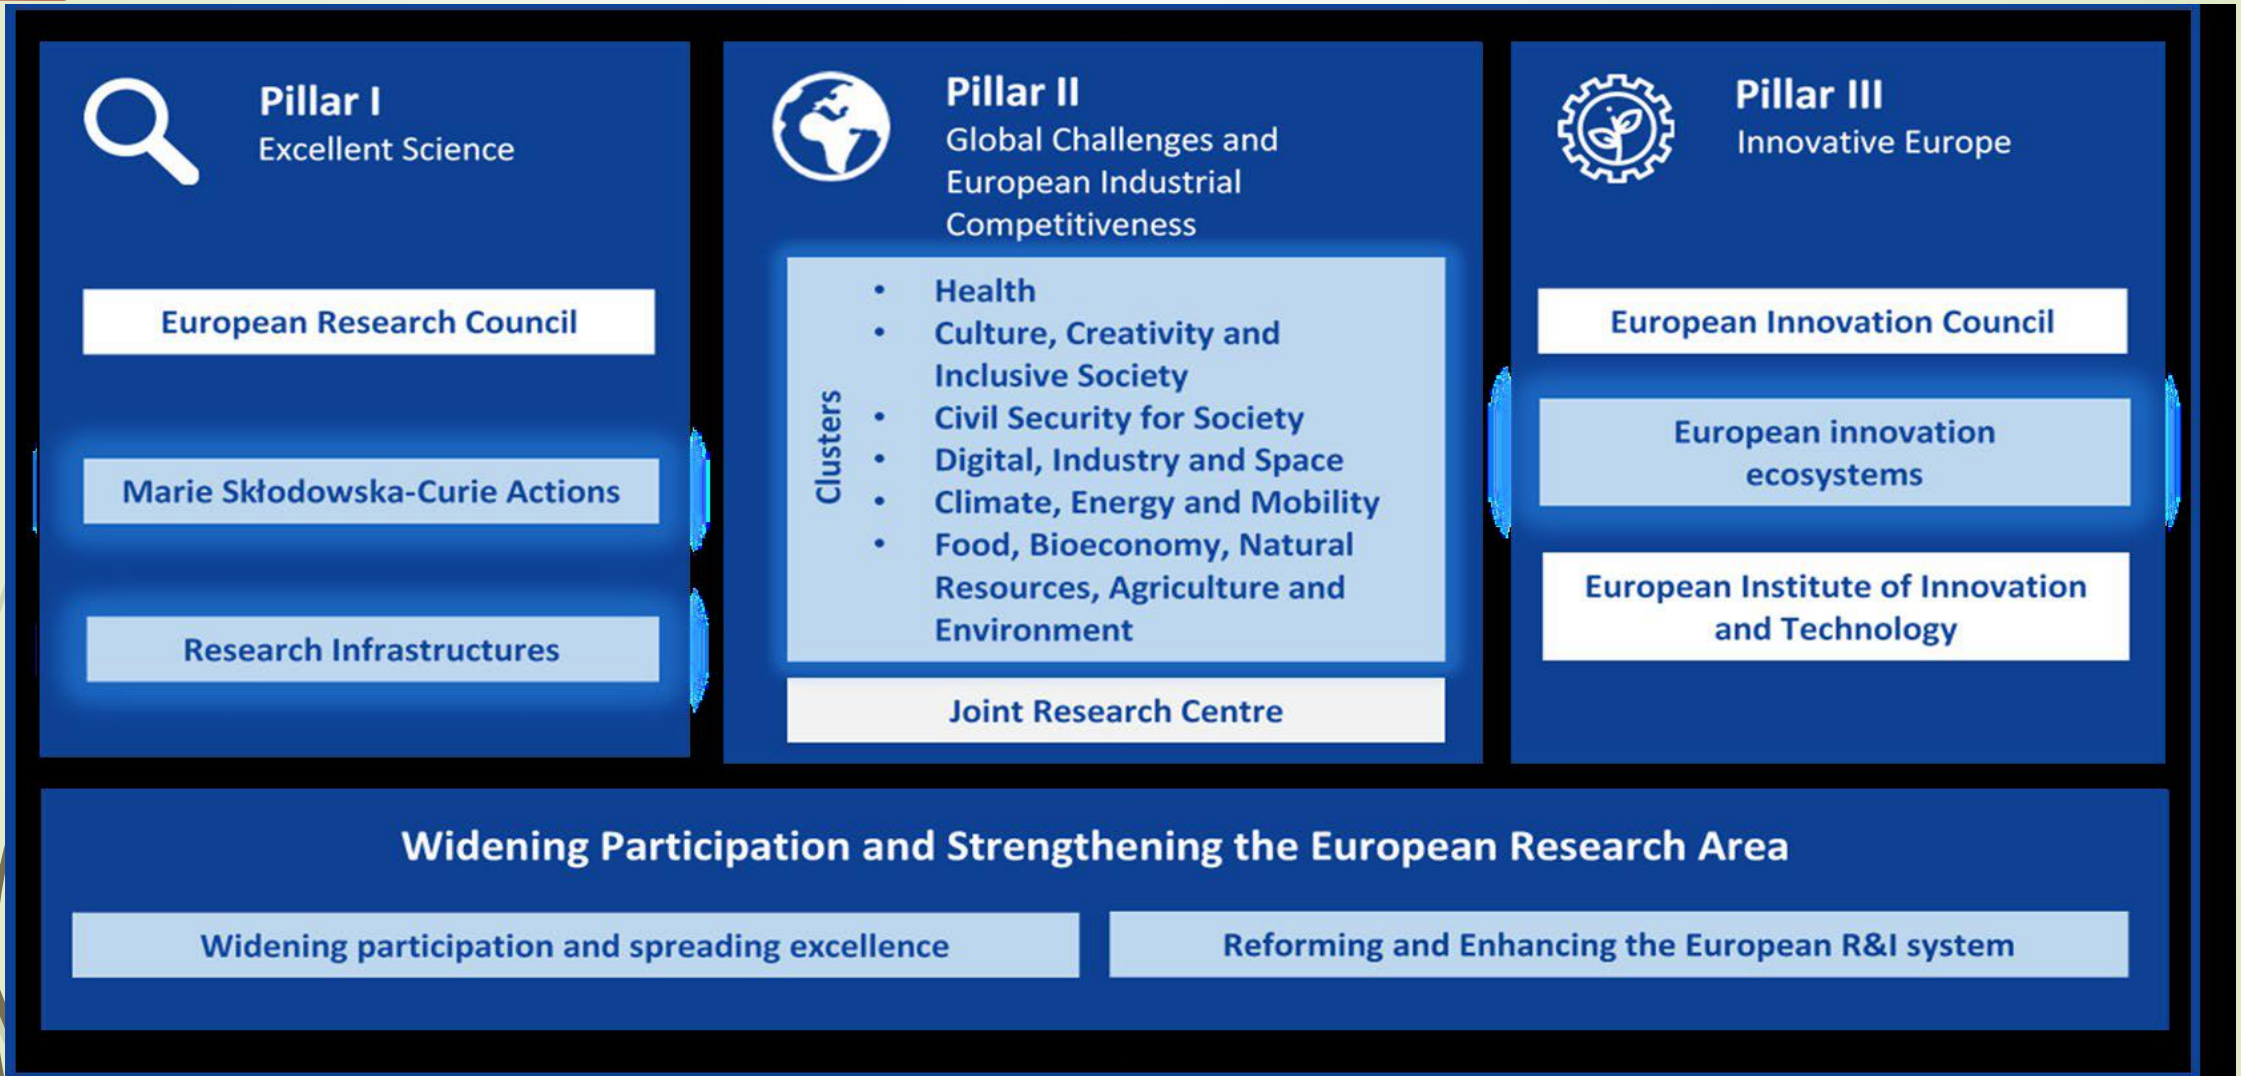 Pillar I
Excellent Science
European Research Council
Marie Skłodowska-Curie Actions
Research Infrastructures
Pillar II
Global Challenges and
European Industrial
Competitiveness
Clusters
• Health
• Culture, Creativity and
Inclusive Society
• Civil Security for Society
• Digital, Industry and Space
• Climate, Energy and Mobility
• Food, Bioeconomy, Natural
Resources, Agriculture and
Environment
Joint Research Centre
Pillar III
Innovative Europe
European Innovation Council
European innovation
ecosystems
European Institute of Innovation
and Technology
Widening Participation and Strengthening the European Research Area
Widening participation and spreading excellence
Reforming and Enhancing the European R&I system